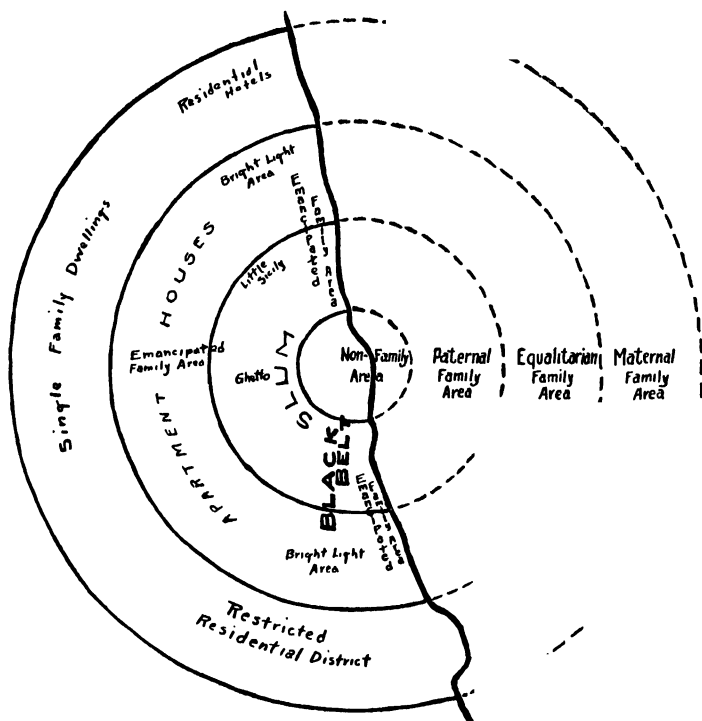 Residential
Hotels
Single Family Dwellings
Bright Light
Area
Emancipated
Family Area
HOUSES
Little
Sicily
Emancipated
Family Area
Ghetto
SLUM
Non-Family
Area
Paternal
Family
Area
Equalitarian
Family
Area
Maternal
Family
Area
APARTMENT
BLACK
BELT
Emancipated
Family Area
Bright Light
Area
Restricted
Residential District